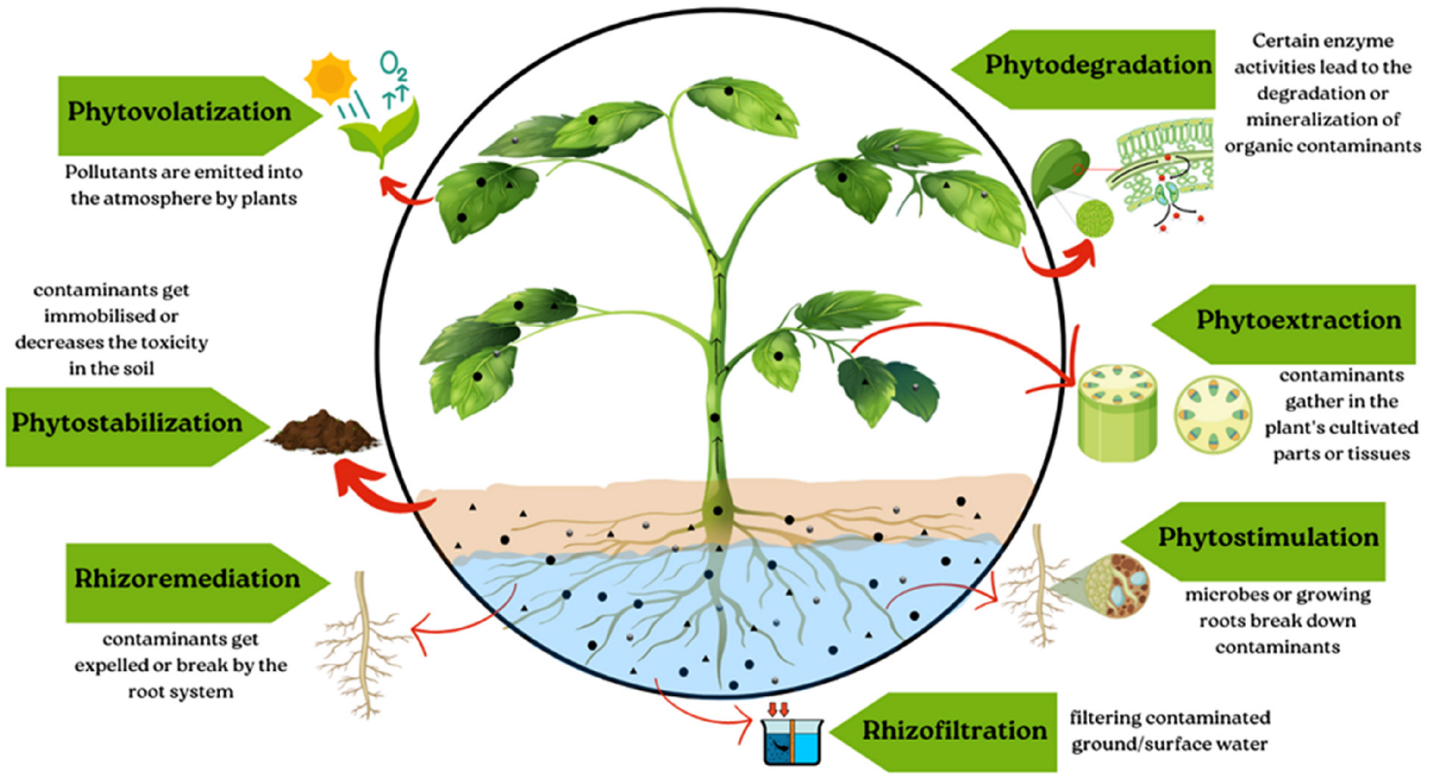 Phytovolatization
O2
Pollutants are emitted into
the atmosphere by plants
contaminants get
immobilised or
decreases the toxicity
in the soil
Phytostabilization
Rhizoremediation
contaminants get
expelled or break by the
root system
Phytodegradation
Certain enzyme
activities lead to the
degradation or
mineralization of
organic contaminants
Phytoextraction
contaminants
gather in the
plant's cultivated
parts or tissues
Phytostimulation
microbes or growing
roots break down
contaminants
Rhizofiltration
filtering contaminated
ground/surface water